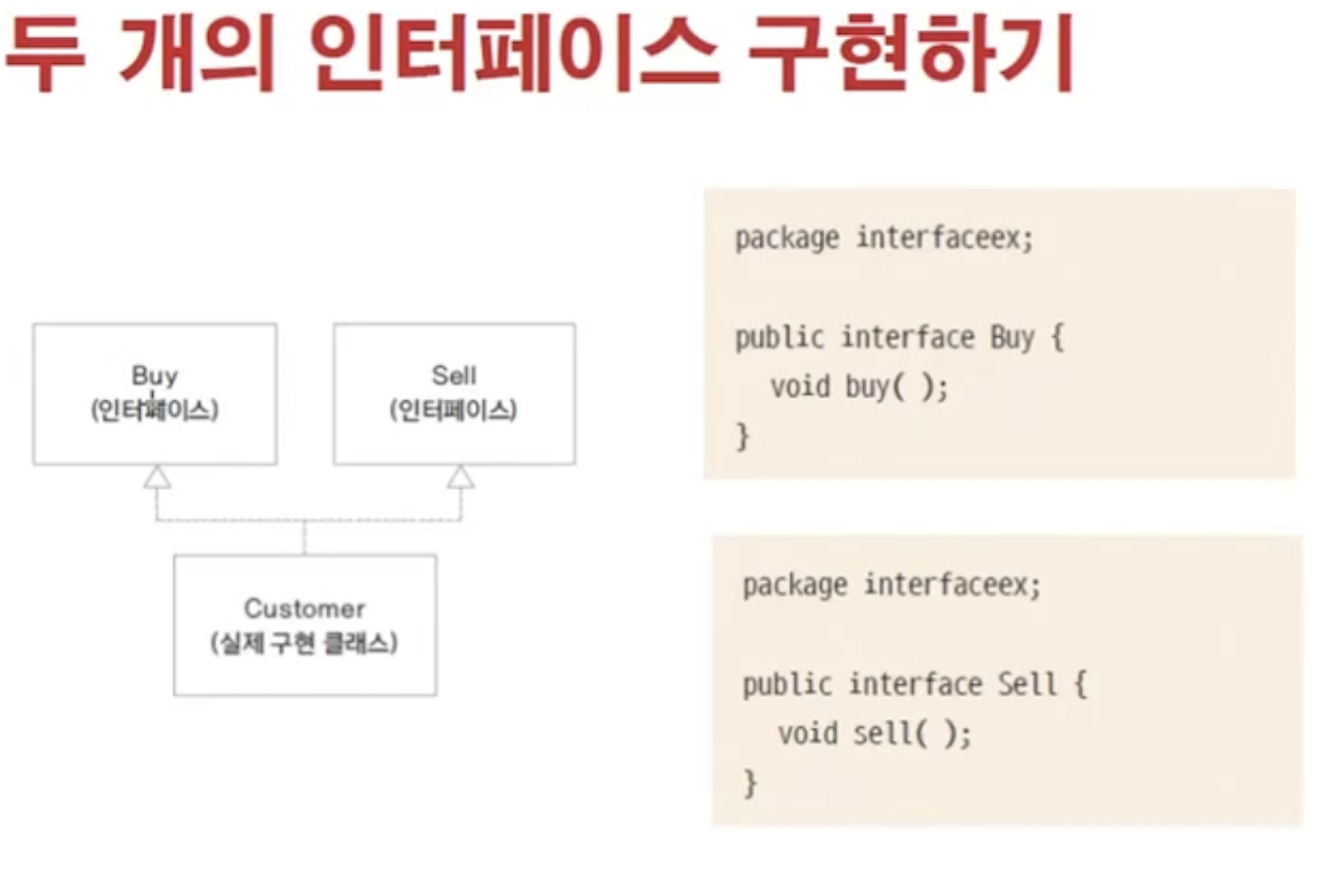 두 개의 인터페이스 구현하기
Buy
(인터페이스)
Sell
(인터페이스)
Customer
(실제 구현 클래스)
package interfaceex;
public interface Buy {
void buy( );
}
package interfaceex;
public interface Sell {
void sell( );
}